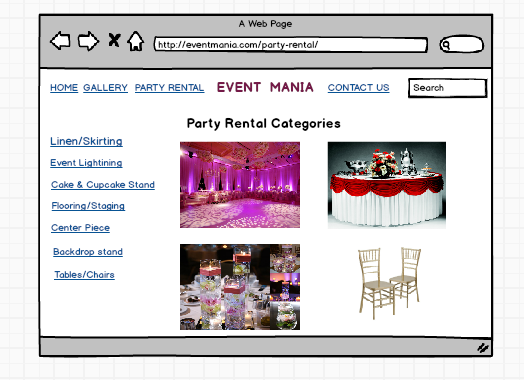 A Web Page
http://eventmania.com/party-rental/
HOME GALLERY PARTY RENTAL EVENT MANIA CONTACT US Search
Party Rental Categories
Linen/Skirting
Event Lightining
Cake & Cupcake Stand
Flooring/Staging
Center Piece
Backdrop stand
Tables/Chairs